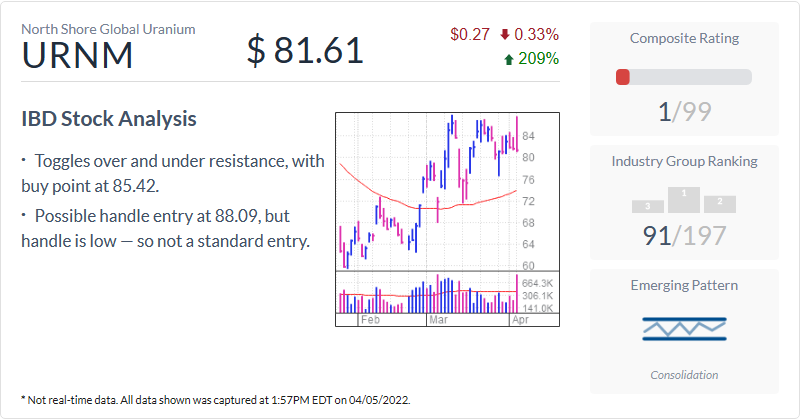 North Shore Global Uranium
URNM
$ 81.61
$0.27 0.33%
209%
IBD Stock Analysis
· Toggles over and under resistance, with
buy point at 85.42.
· Possible handle entry at 88.09, but
handle is low — so not a standard entry.
84
80
76
72
68
64
60
664.3K
306.1K
141.0K
Feb Mar Apr
Composite Rating
1/99
Industry Group Ranking
3 1 2
91/197
Emerging Pattern
Consolidation
* Not real-time data. All data shown was captured at 1:57PM EDT on 04/05/2022.